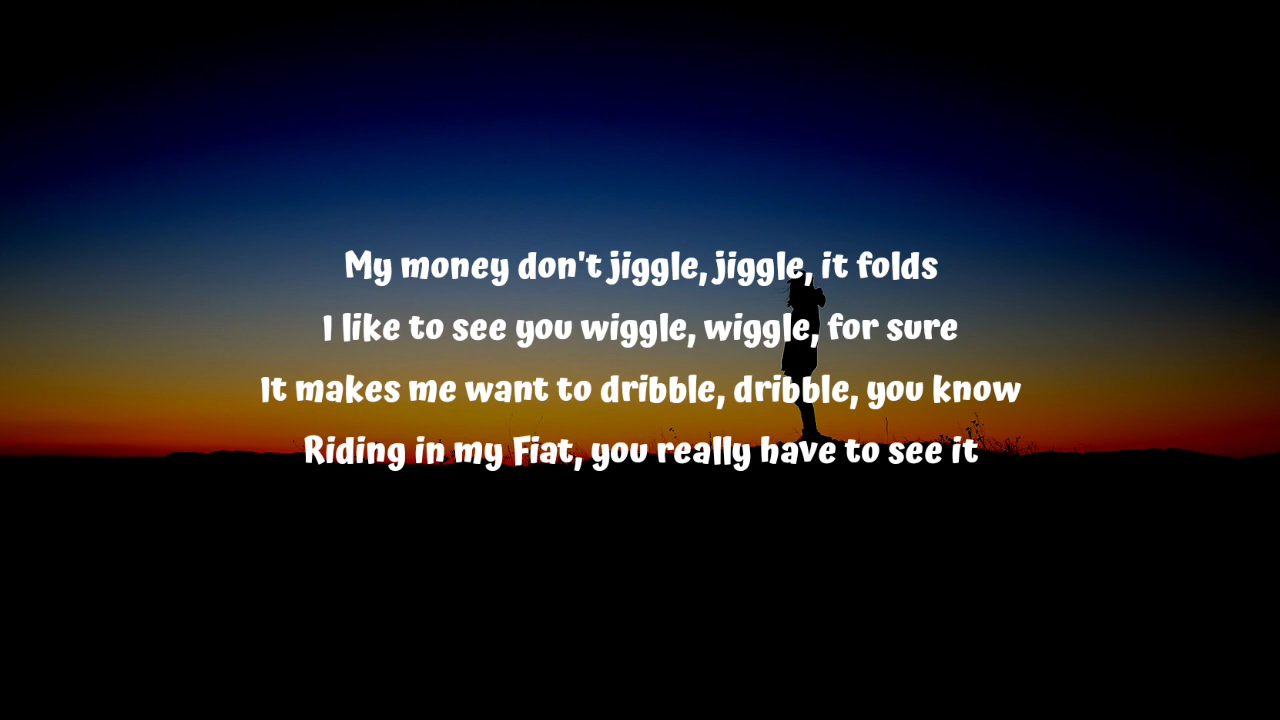 My money don't jiggle, jiggle, it folds
I like to see you wiggle, wiggle, for sure
It makes me want to dribble, dribble, you know
Riding in my Fiat, you really have to see it